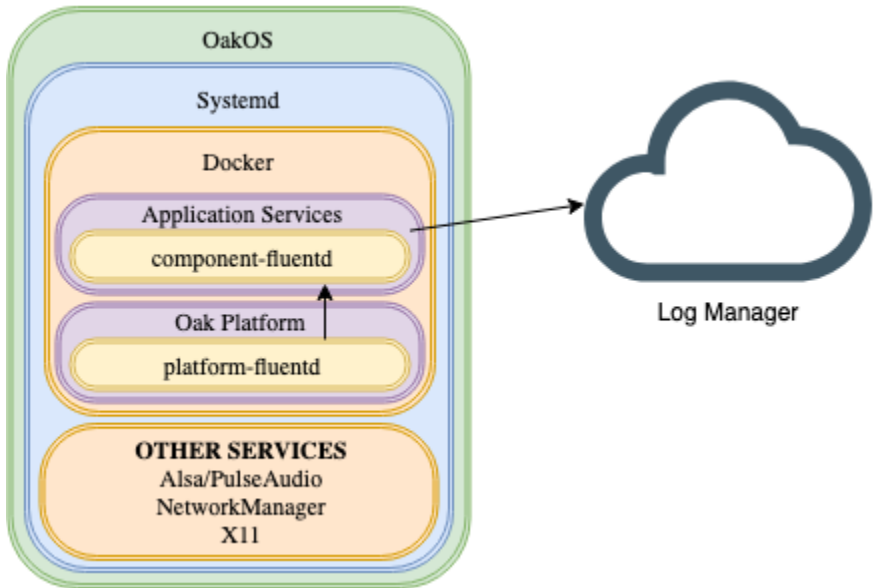 OakOS
Systemd
Docker
Application Services
component-fluentd
Oak Platform
platform-fluentd
OTHER SERVICES
Alsa/PulseAudio
NetworkManager
X11
Log Manager